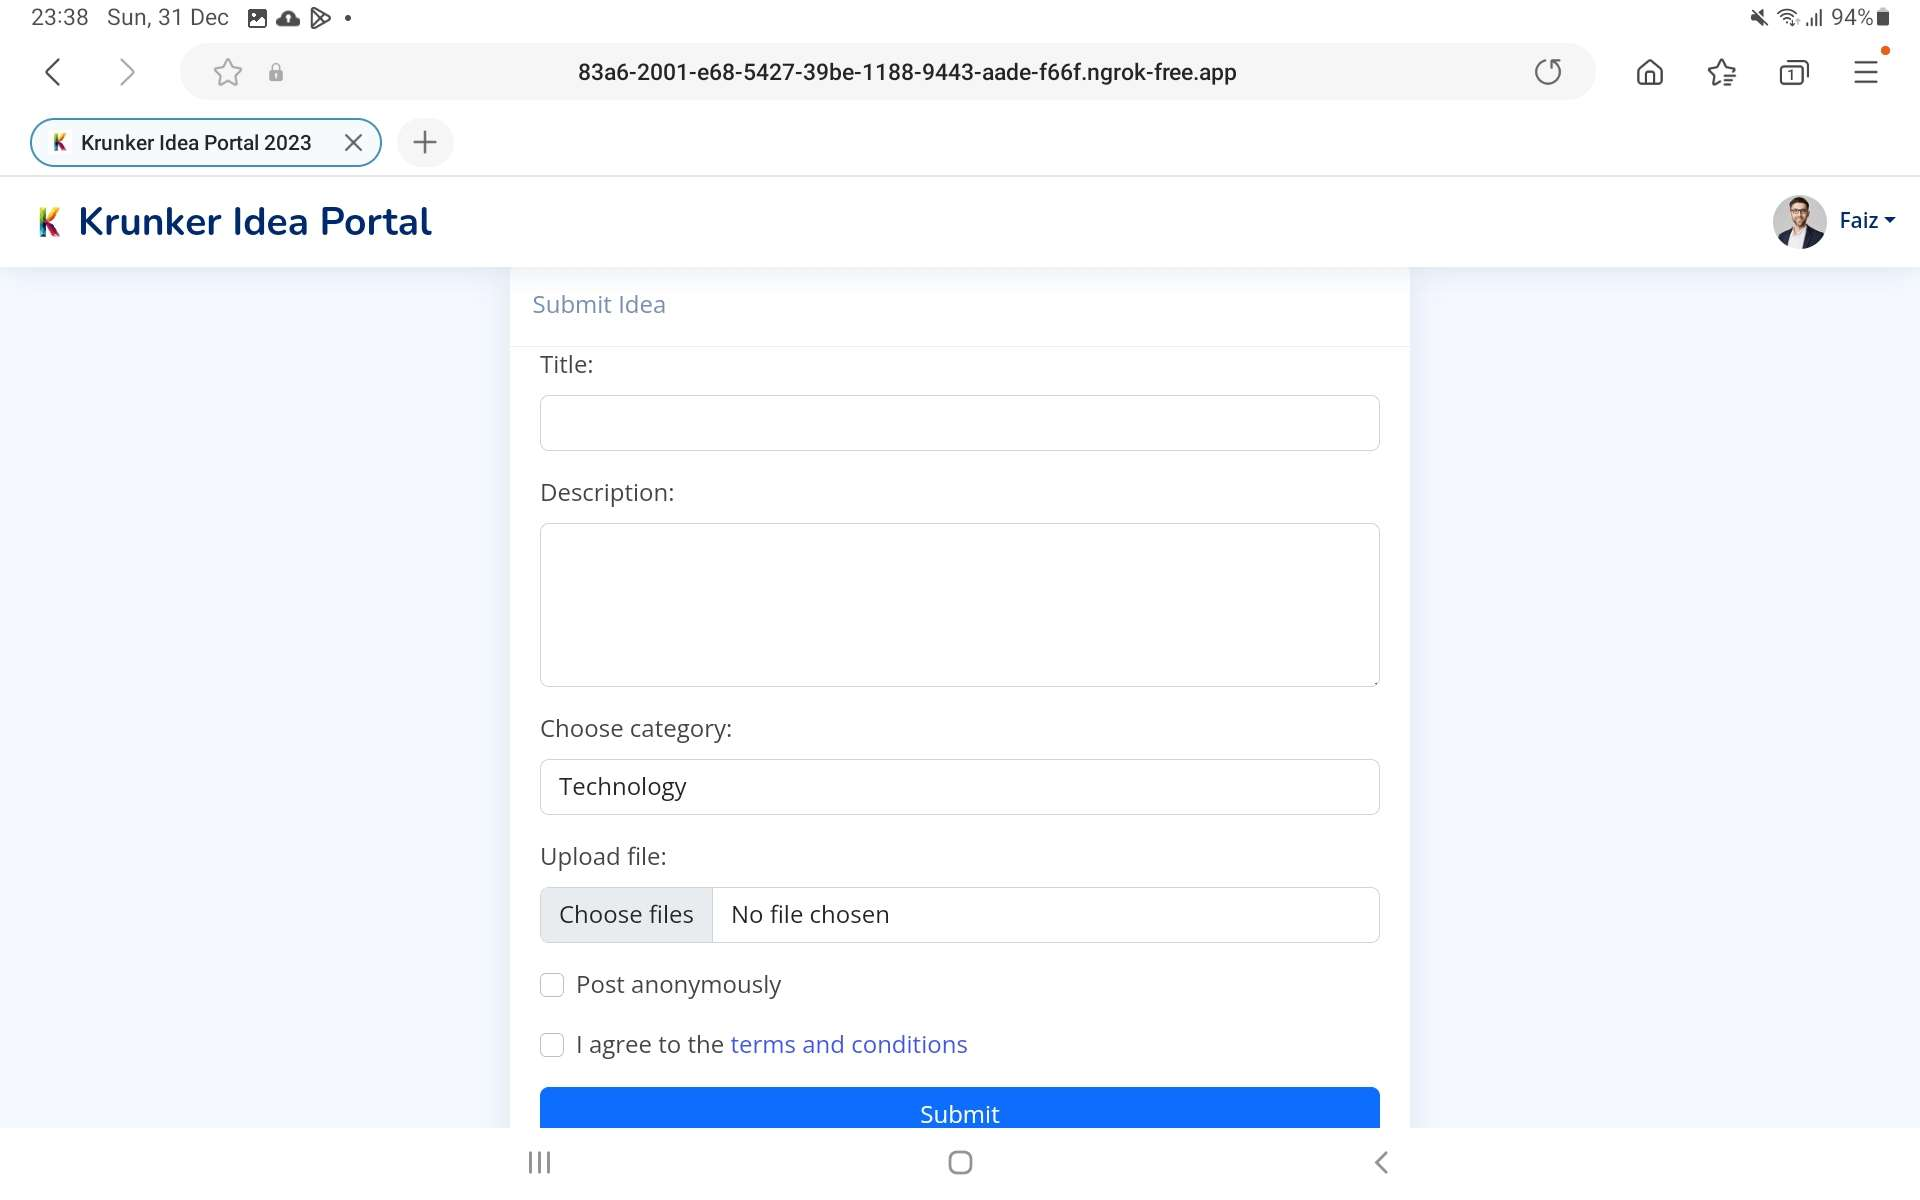 23:38 Sun, 31 Dec
94%
83a6-2001-e68-5427-39be-1188-9443-aade-f66f.ngrok-free.app
1
K Krunker Idea Portal 2023
K Krunker Idea Portal
Faiz
Submit Idea
Title:
Description:
Choose category:
Technology
Upload file:
Choose files No file chosen
Post anonymously
I agree to the terms and conditions
Submit